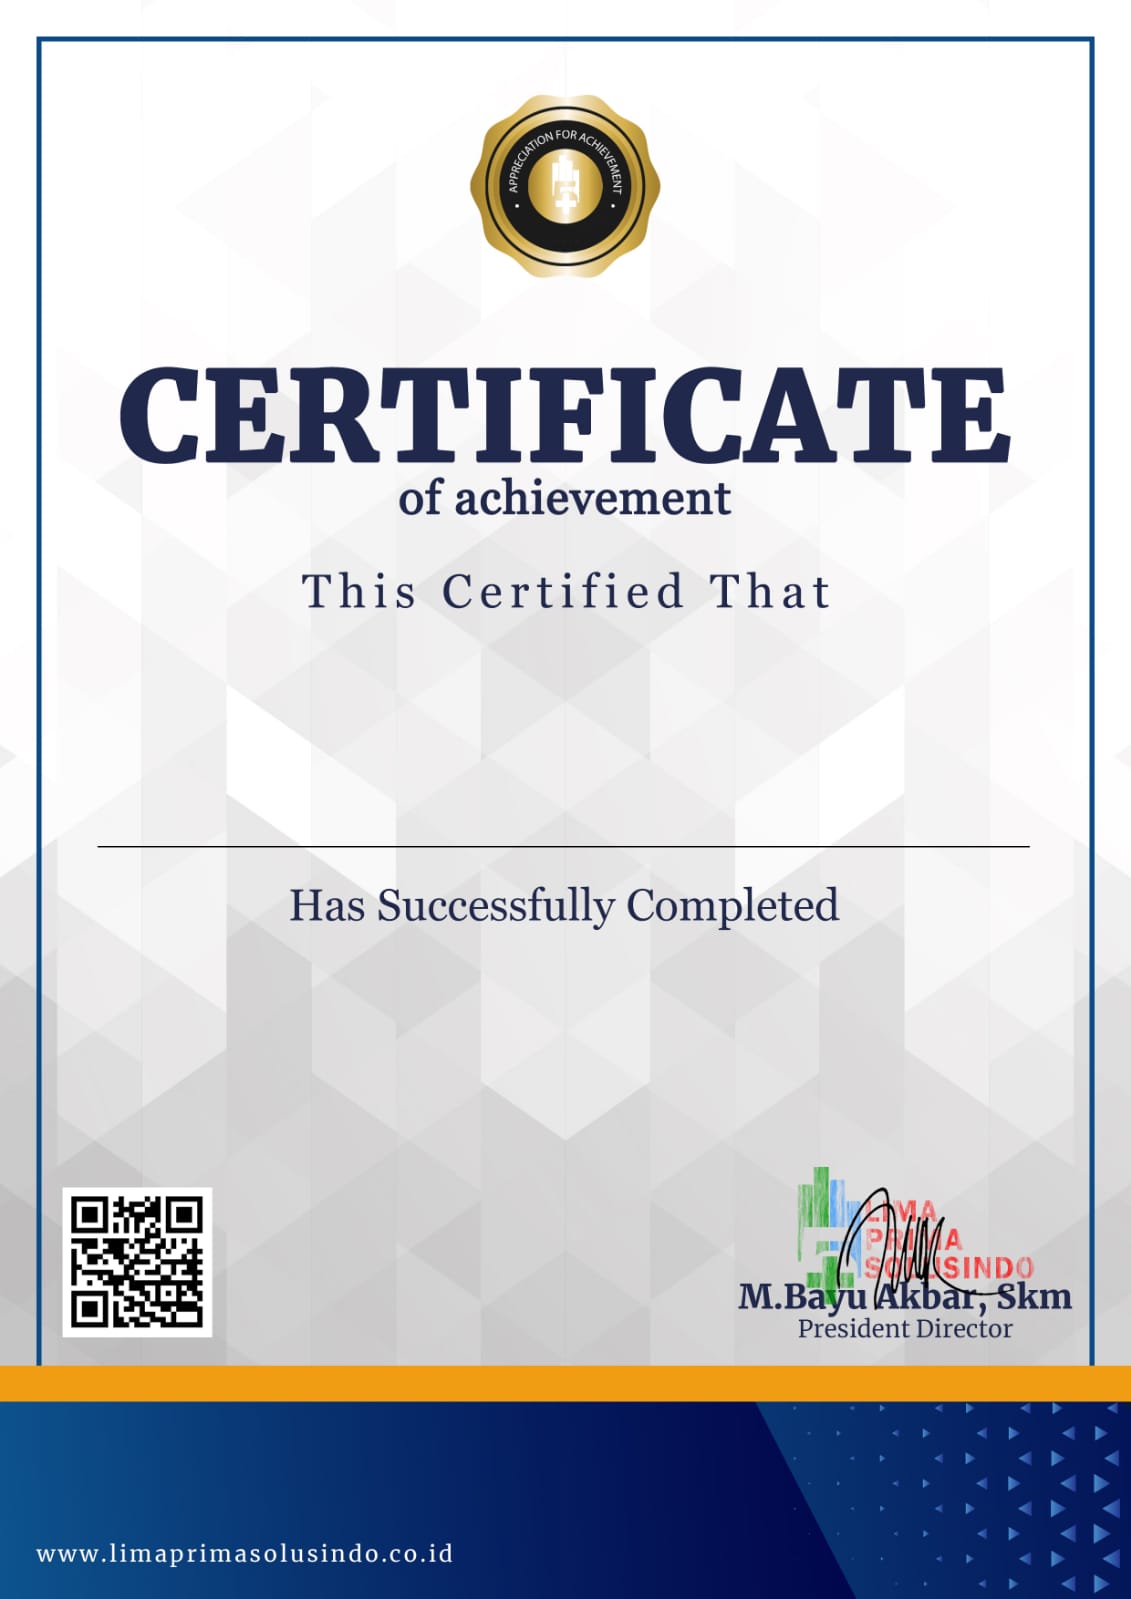 APPRECIATION FOR ACHIEVEMENT
CERTIFICATE
of achievement
This Certified That
Has Successfully Completed
LIMA
PRIMA
SOLUSINDO
M.Bayu Akbar, Skm
President Director
www.limaprimasolusindo.co.id